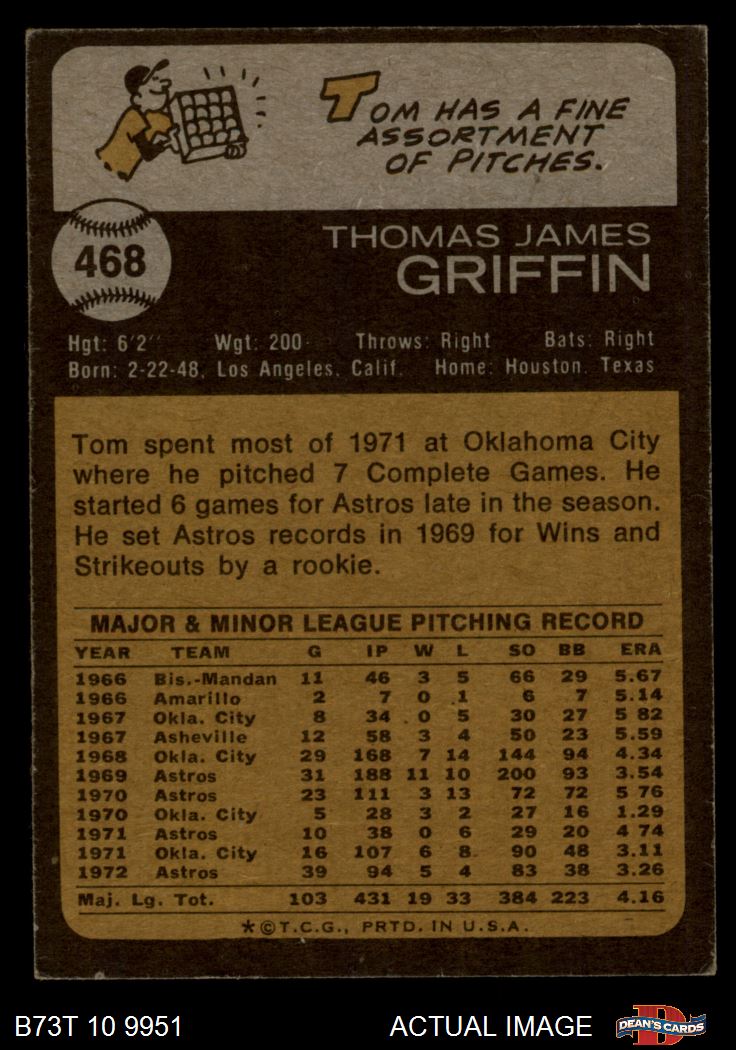 TOM HAS A FINE
ASSORTMENT
OF PITCHES.
468
THOMAS JAMES
GRIFFIN
Hgt: 6'2" Wgt: 200 Throws: Right Bats: Right
Born: 2-22-48, Los Angeles, Calif. Home: Houston, Texas
Tom spent most of 1971 at Oklahoma City
where he pitched 7 Complete Games. He
started 6 games for Astros late in the season.
He set Astros records in 1969 for Wins and
Strikeouts by a rookie.
MAJOR & MINOR LEAGUE PITCHING RECORD
YEAR TEAM G IP W L SO BB ERA
1966 Bis.-Mandan 11 46 3 5 66 29 5.67
1966 Amarillo 2 7 0 1 6 7 5.14
1967 Okla. City 8 34 0 5 30 27 5 82
1967 Asheville 12 58 3 4 50 23 5.59
1968 Okla. City 29 168 7 14 144 94 4.34
1969 Astros 31 188 11 10 200 93 3.54
1970 Astros 23 111 3 13 72 72 5 76
1970 Okla. City 5 28 3 2 27 16 1.29
1971 Astros 10 38 0 6 29 20 4 74
1971 Okla. City 16 107 6 8 90 48 3.11
1972 Astros 39 94 5 4 83 38 3.26
Maj. Lg. Tot. 103 431 19 33 384 223 4.16
*©T.C.G., PRTD. IN U.S.A.
B73T 10 9951 ACTUAL IMAGE D DEAN'S CARDS